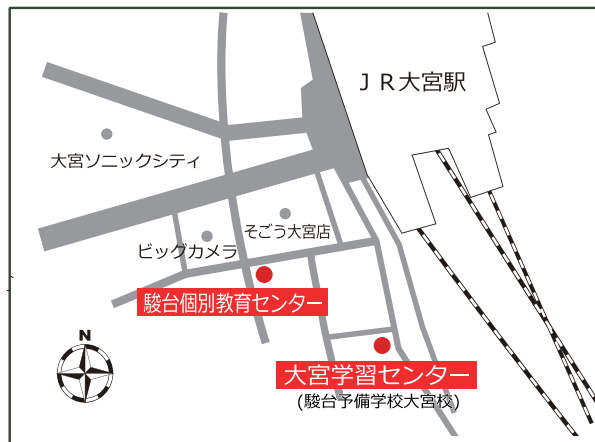 JR大宮駅
大宮ソニックシティ
そごう大宮店
ビッグカメラ
駿台個別教育センター
N
大宮学習センター
(駿台予備学校大宮校)